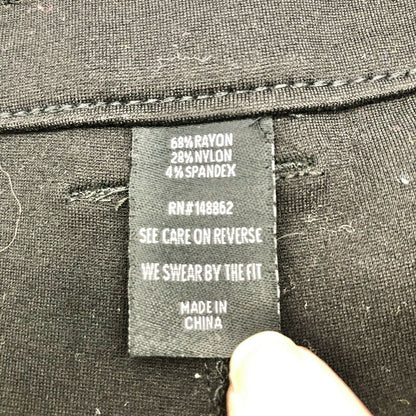 68% RAYON
28% NYLON
4% SPANDEX
RN# 148862
SEE CARE ON REVERSE
WE SWEAR BY THE FIT
MADE IN
CHINA